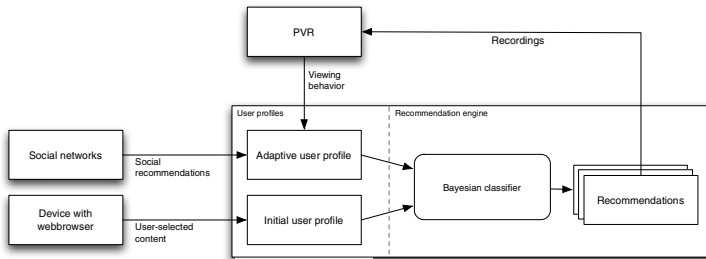 PVR
Recordings
Viewing
behavior
User profiles
Recommendation engine
Social networks
Social
recommendations
Adaptive user profile
Bayesian classifier
Recommendations
Device with
webbrowser
User-selected
content
Initial user profile